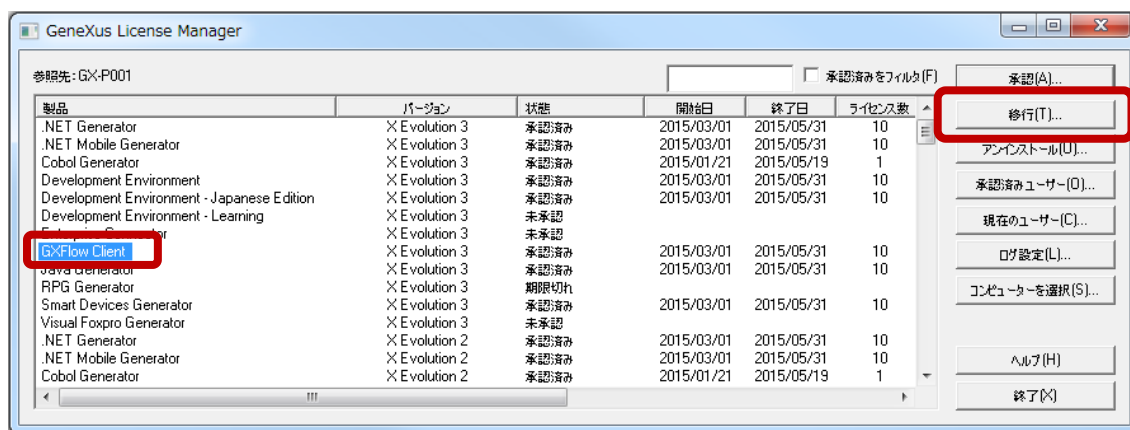 GeneXus License Manager
参照先: GX-P001
承認済みをフィルタ(F)
承認(A)...
製品 バージョン 状態 開始日 終了日 ライセンス数
移行(T)...
.NET Generator X Evolution 3 承認済み 2015/03/01 2015/05/31 10
.NET Mobile Generator X Evolution 3 承認済み 2015/03/01 2015/05/31 10
アンインストール(U)...
Cobol Generator X Evolution 3 承認済み 2015/01/21 2015/05/19 1
Development Environment X Evolution 3 承認済み 2015/03/01 2015/05/31 10
承認済みユーザー(O)...
Development Environment - Japanese Edition X Evolution 3 承認済み 2015/03/01 2015/05/31 10
Development Environment - Learning X Evolution 3 未承認
現在のユーザー(C)...
X Evolution 3 未承認
GXFlow Client X Evolution 3 承認済み 2015/03/01 2015/05/31 10
ログ設定(L)...
Java Generator X Evolution 3 承認済み 2015/03/01 2015/05/31 10
RPG Generator X Evolution 3 期限切れ
コンピューターを選択(S)...
Smart Devices Generator X Evolution 3 承認済み 2015/03/01 2015/05/31 10
Visual Foxpro Generator X Evolution 3 未承認
.NET Generator X Evolution 2 承認済み 2015/03/01 2015/05/31 10
.NET Mobile Generator X Evolution 2 承認済み 2015/03/01 2015/05/31 10
ヘルプ(H)
Cobol Generator X Evolution 2 承認済み 2015/01/21 2015/05/19 1
終了(X)